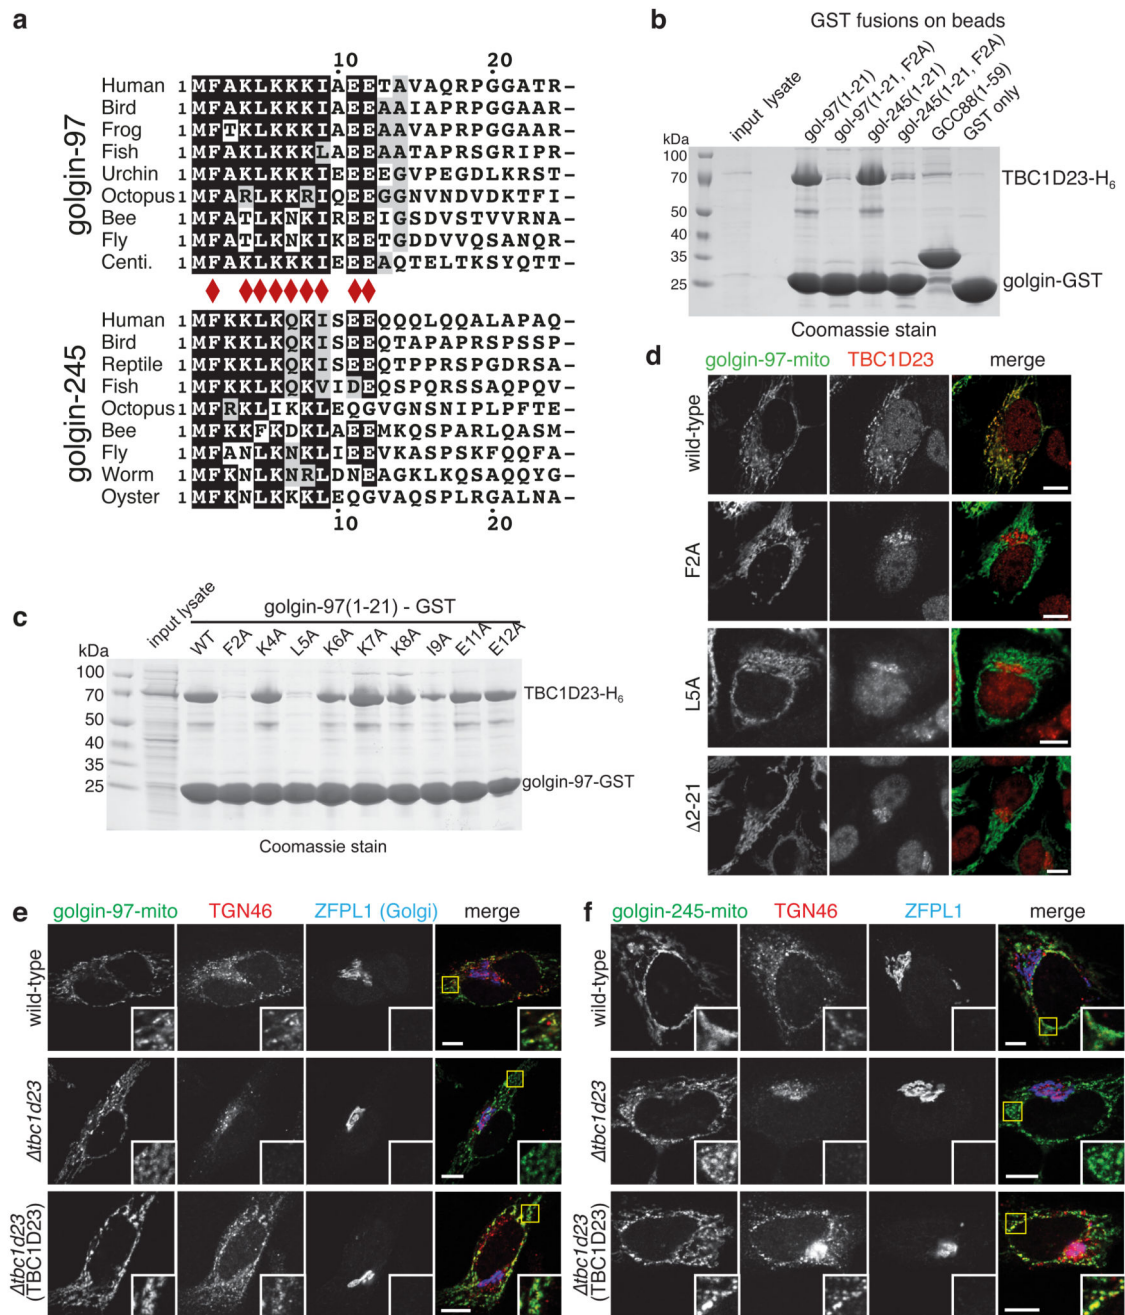 a
10 20
golgin-97
Human 1 MFAKLKKKIAEETAVAQRPGGATR-
Bird 1 MFAKLKKKIAEEAAIAPRPGGAAR-
Frog 1 MFTKLKKKIAEEAAVAPRPGGAAR-
Fish 1 MFAKLKKKLAEEAATAPRSGRIPR-
Urchin 1 MFAKLKKKIEEEEGVPEGDLKRST-
Octopus 1 MFARLKKRIQEEGGNVNDVDKTFI-
Bee 1 MFATLKNKIREEIGSDVSTVVRNA-
Fly 1 MFATLKNKIKEETGDDVVQSANQR-
Centi. 1 MFAKLKKKIEEEAQTELTKSYQTT-
golgin-245
Human 1 MFKKLKQKISEEQQQLQQALAPAQ-
Bird 1 MFKKLKQKISEEQTAPAPRSPSSP-
Reptile 1 MFKKLKQKISEEQTAPRSPGDRSA-
Fish 1 MFKKLKQKVIDEQSPQRSSAQPQV-
Octopus 1 MFRKLIKKLEQGVGNSNIPLPFTE-
Bee 1 MFKKFKDKLAEEMKQSPARLQASM-
Fly 1 MFANLKNKLIEEVKASPSKFQQFA-
Worm 1 MFKNLKNRLDNEAGKLKQSAQQYG-
Oyster 1 MFKNLKKKLEQGVAQSPLRGALNA-
10 20
b
GST fusions on beads
input lysate
gol-97(1-21)
gol-97(1-21, F2A)
gol-245(1-21)
gol-245(1-21, F2A)
GCC88(1-59)
GST only
kDa
100
70
50
40
35
25
TBC1D23-H6
golgin-GST
Coomassie stain
c
golgin-97(1-21) - GST
input lysate
WT F2A K4A L5A K6A K7A K8A I9A E11A E12A
kDa
100
70
50
40
35
25
TBC1D23-H6
golgin-97-GST
Coomassie stain
d
golgin-97-mito TBC1D23 merge
wild-type
F2A
L5A
Δ2-21
e
golgin-97-mito TGN46 ZFPL1 (Golgi) merge
wild-type
Δtbc1d23
Δtbc1d23
(TBC1D23)
f
golgin-245-mito TGN46 ZFPL1 merge
wild-type
Δtbc1d23
Δtbc1d23
(TBC1D23)